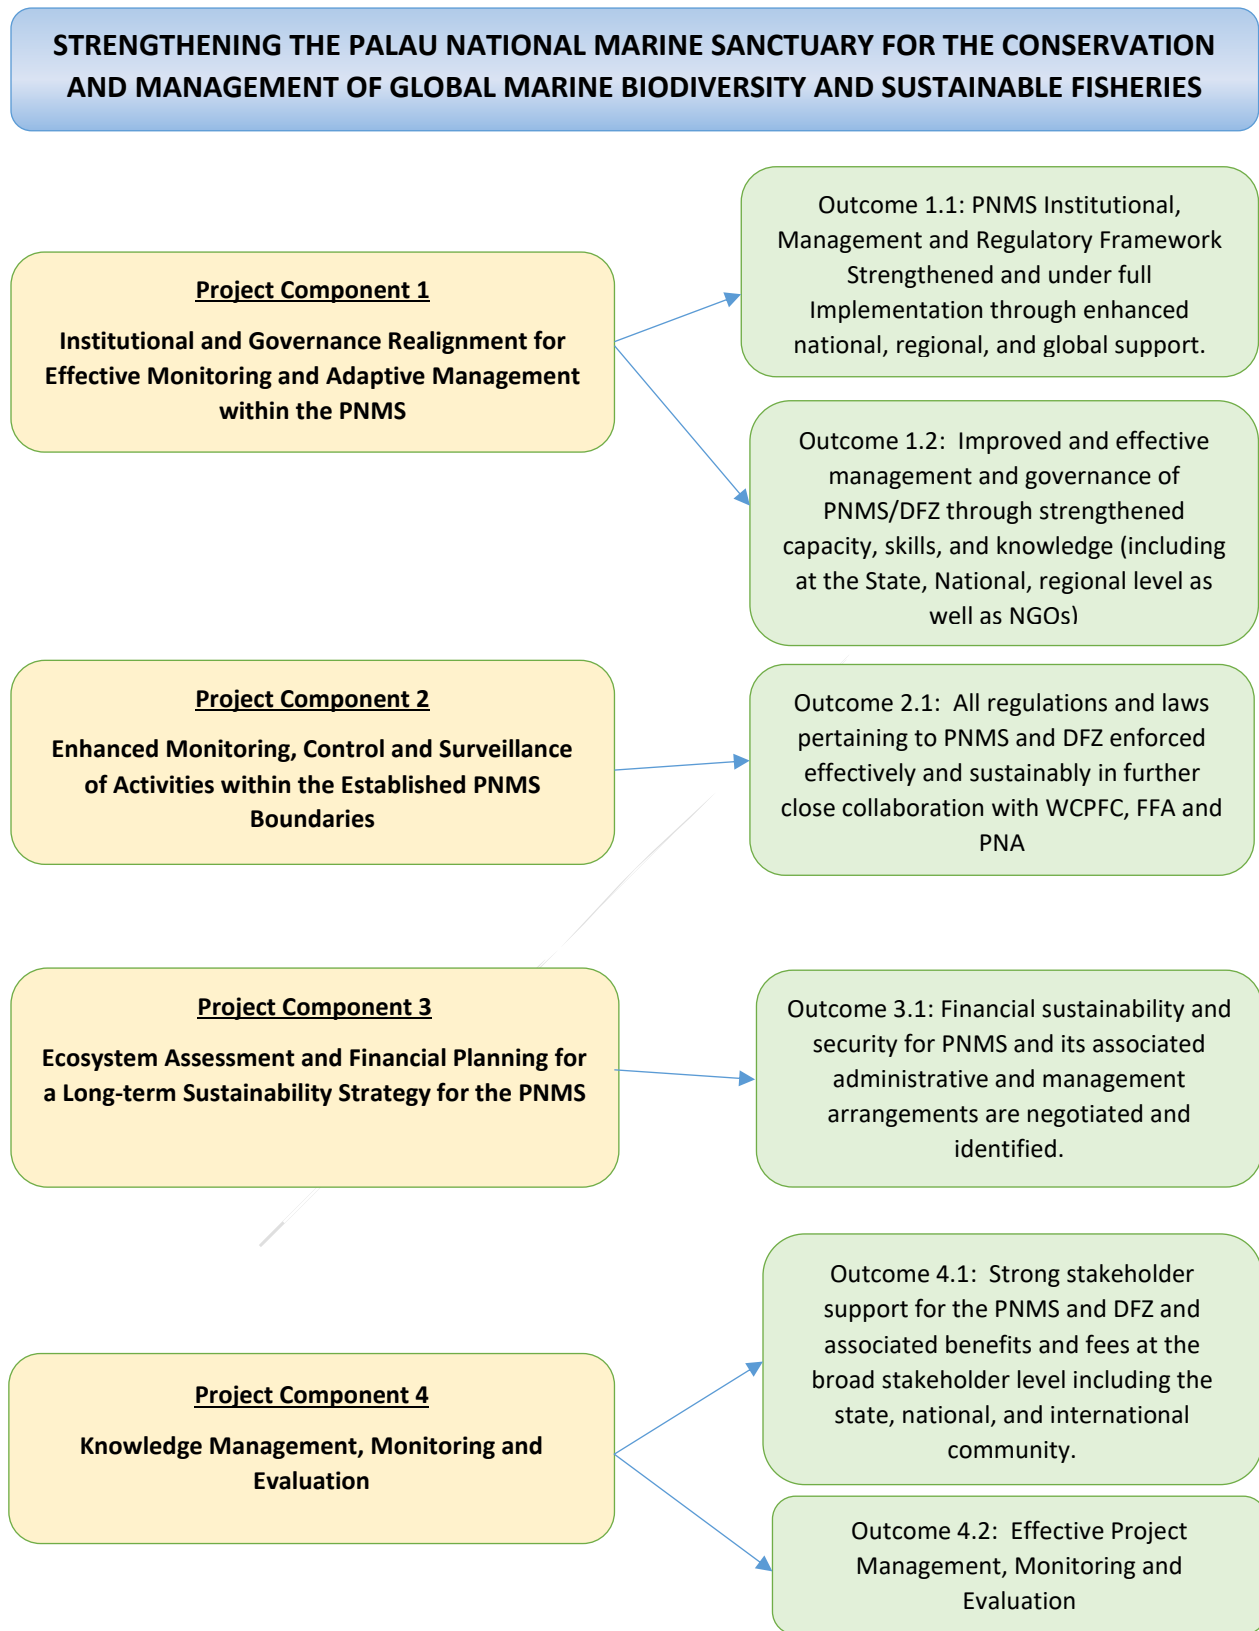 STRENGTHENING THE PALAU NATIONAL MARINE SANCTUARY FOR THE CONSERVATION
AND MANAGEMENT OF GLOBAL MARINE BIODIVERSITY AND SUSTAINABLE FISHERIES
Project Component 1
Institutional and Governance Realignment for
Effective Monitoring and Adaptive Management
within the PNMS
Outcome 1.1: PNMS Institutional,
Management and Regulatory Framework
Strengthened and under full
Implementation through enhanced
national, regional, and global support.
Outcome 1.2:  Improved and effective
management and governance of
PNMS/DFZ through strengthened
capacity, skills, and knowledge (including
at the State, National, regional level as
well as NGOs)
Project Component 2
Enhanced Monitoring, Control and Surveillance
of Activities within the Established PNMS
Boundaries
Outcome 2.1:  All regulations and laws
pertaining to PNMS and DFZ enforced
effectively and sustainably in further
close collaboration with WCPFC, FFA and
PNA
Project Component 3
Ecosystem Assessment and Financial Planning for
a Long-term Sustainability Strategy for the PNMS
Outcome 3.1: Financial sustainability and
security for PNMS and its associated
administrative and management
arrangements are negotiated and
identified.
Project Component 4
Knowledge Management, Monitoring and
Evaluation
Outcome 4.1:  Strong stakeholder
support for the PNMS and DFZ and
associated benefits and fees at the
broad stakeholder level including the
state, national, and international
community.
Outcome 4.2:  Effective Project
Management, Monitoring and
Evaluation